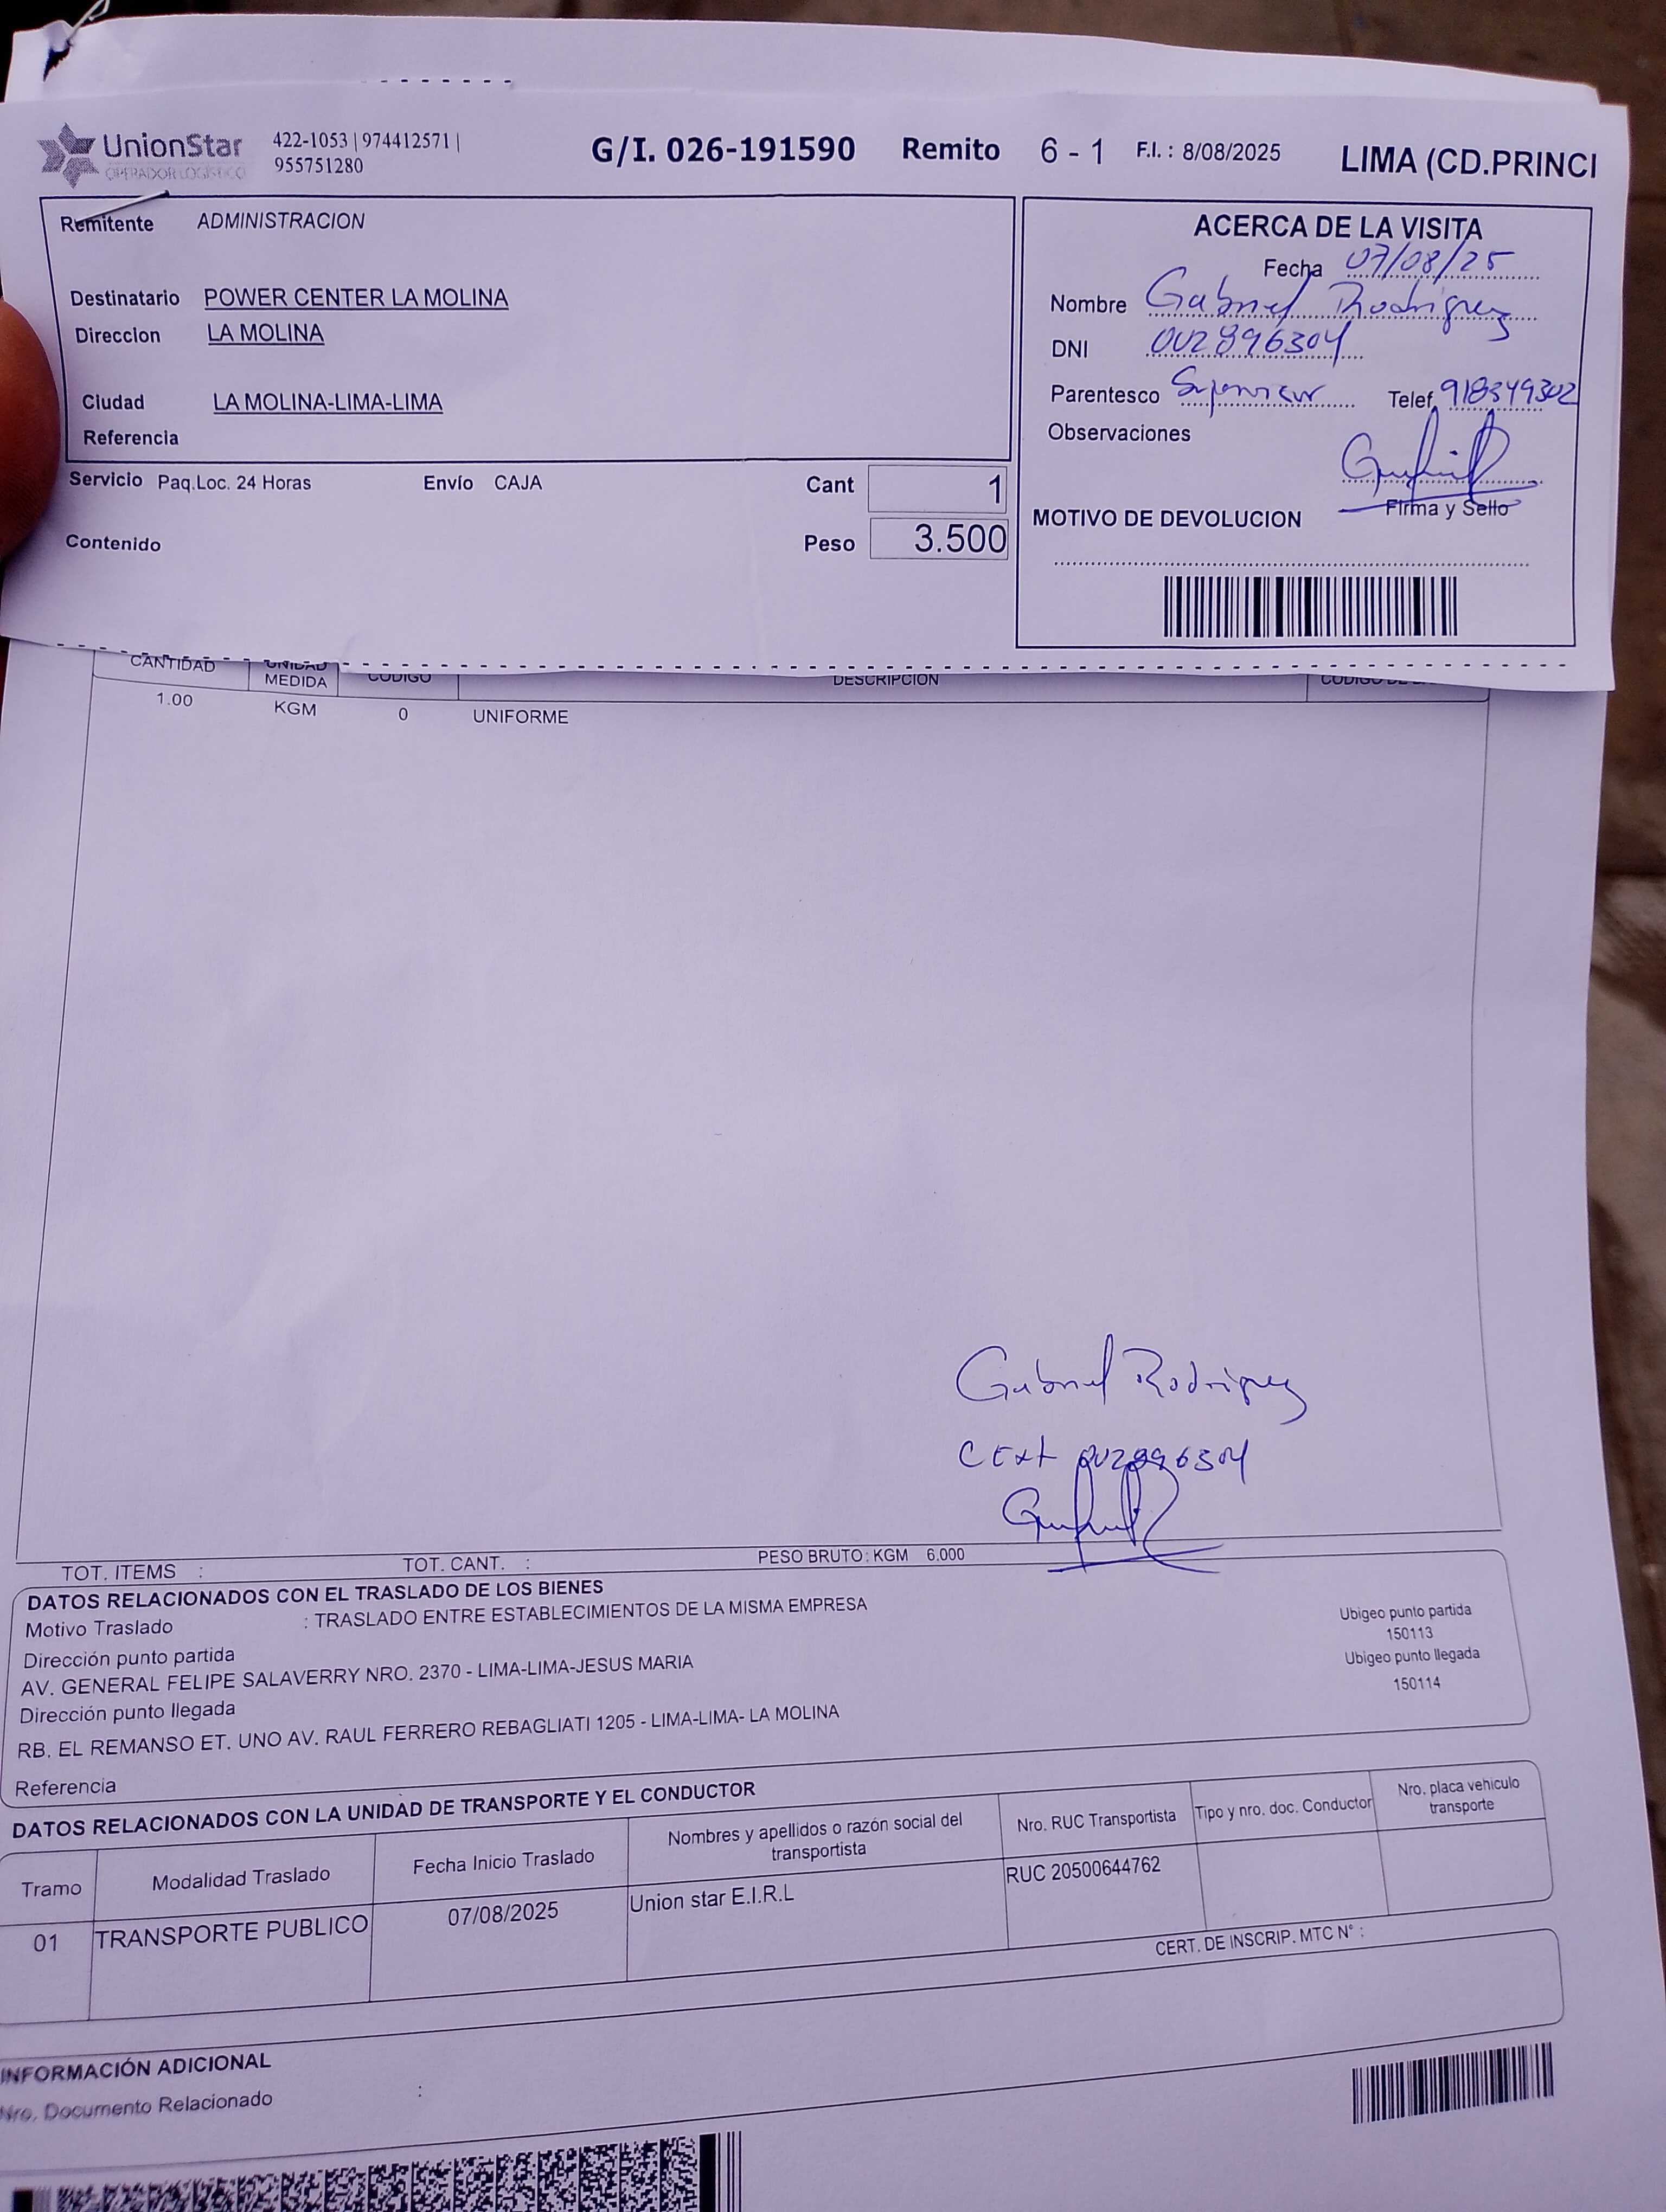 UnionStar
OPERADOR LOGÍSTICO
422-1053 | 974412571 |
955751280
G/I. 026-191590 Remito 6 - 1 F.I. : 8/08/2025 LIMA (CD.PRINCI
Remitente ADMINISTRACION
Destinatario POWER CENTER LA MOLINA
Direccion LA MOLINA
Ciudad LA MOLINA-LIMA-LIMA
Referencia
Servicio Paq.Loc. 24 Horas Envío CAJA Cant 1
Contenido Peso 3.500
ACERCA DE LA VISITA
Fecha 07/08/25
Nombre Gabriel Rodriguez
DNI 002896304
Parentesco Supervisor Telef. 918349302
Observaciones
Firma y Sello
MOTIVO DE DEVOLUCION
CANTIDAD UNIDAD MEDIDA CODIGO DESCRIPCION CODIGO DE
1.00 KGM 0 UNIFORME
Gabriel Rodriguez
CExt 002896304
TOT. ITEMS : TOT. CANT. : PESO BRUTO: KGM 6.000
DATOS RELACIONADOS CON EL TRASLADO DE LOS BIENES
Motivo Traslado : TRASLADO ENTRE ESTABLECIMIENTOS DE LA MISMA EMPRESA
Dirección punto partida
AV. GENERAL FELIPE SALAVERRY NRO. 2370 - LIMA-LIMA-JESUS MARIA
Dirección punto llegada
RB. EL REMANSO ET. UNO AV. RAUL FERRERO REBAGLIATI 1205 - LIMA-LIMA- LA MOLINA
Referencia
Ubigeo punto partida
150113
Ubigeo punto llegada
150114
DATOS RELACIONADOS CON LA UNIDAD DE TRANSPORTE Y EL CONDUCTOR
Tramo Modalidad Traslado Fecha Inicio Traslado Nombres y apellidos o razón social del transportista Nro. RUC Transportista Tipo y nro. doc. Conductor Nro. placa vehiculo transporte
01 TRANSPORTE PUBLICO 07/08/2025 Union star E.I.R.L RUC 20500644762
CERT. DE INSCRIP. MTC N° :
INFORMACIÓN ADICIONAL
Nro. Documento Relacionado :